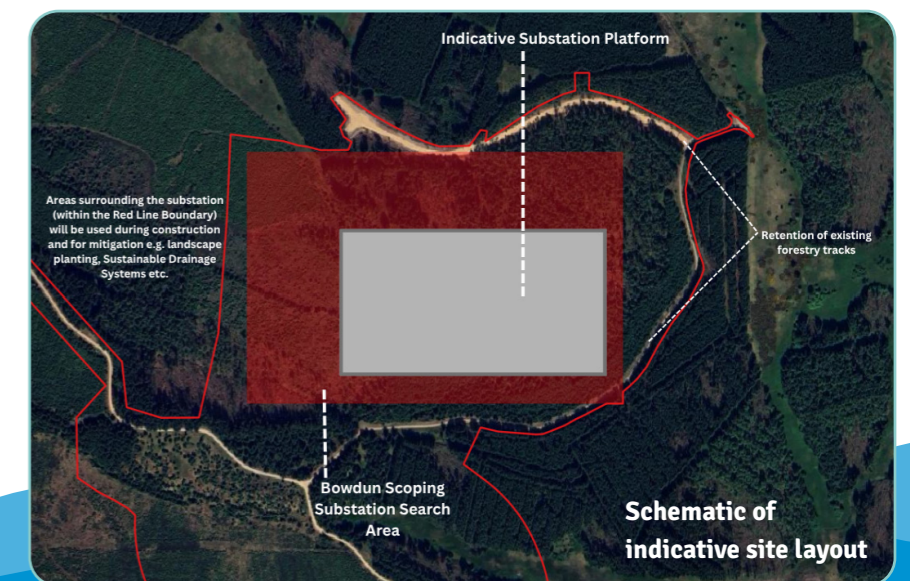 Indicative Substation Platform
Areas surrounding the substation
(within the Red Line Boundary)
will be used during construction
and for mitigation e.g. landscape
planting, Sustainable Drainage
Systems etc.
Retention of existing
forestry tracks
Bowdun Scoping
Substation Search
Area
Schematic of
indicative site layout